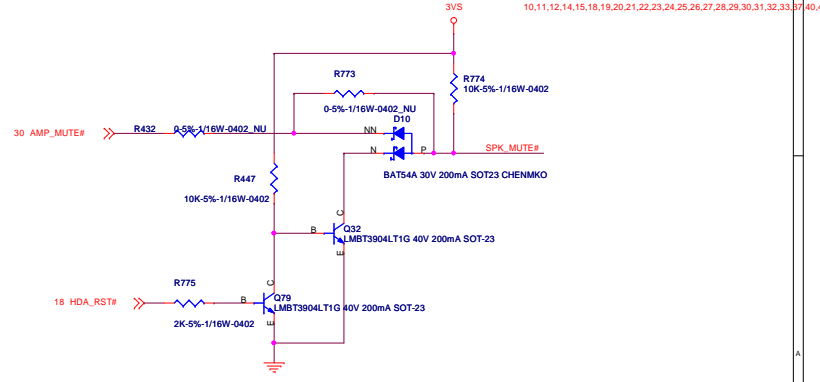 3VS
10,11,12,14,15,18,19,20,21,22,23,24,25,26,27,28,29,30,31,32,33,37,40,4
R773
R774
10K-5%-1/16W-0402
0-5%-1/16W-0402_NU
D10
30 AMP_MUTE#
R432
0-5%-1/16W-0402_NU
NN
N
P
SPK_MUTE#
BAT54A 30V 200mA SOT23 CHENMKO
R447
10K-5%-1/16W-0402
C
B
Q32
LMBT3904LT1G 40V 200mA SOT-23
E
R775
C
18 HDA_RST#
B
Q79
LMBT3904LT1G 40V 200mA SOT-23
2K-5%-1/16W-0402
E
A